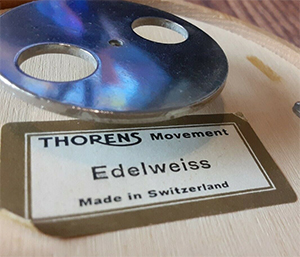 THORENS Movement
Edelweiss
Made in Switzerland